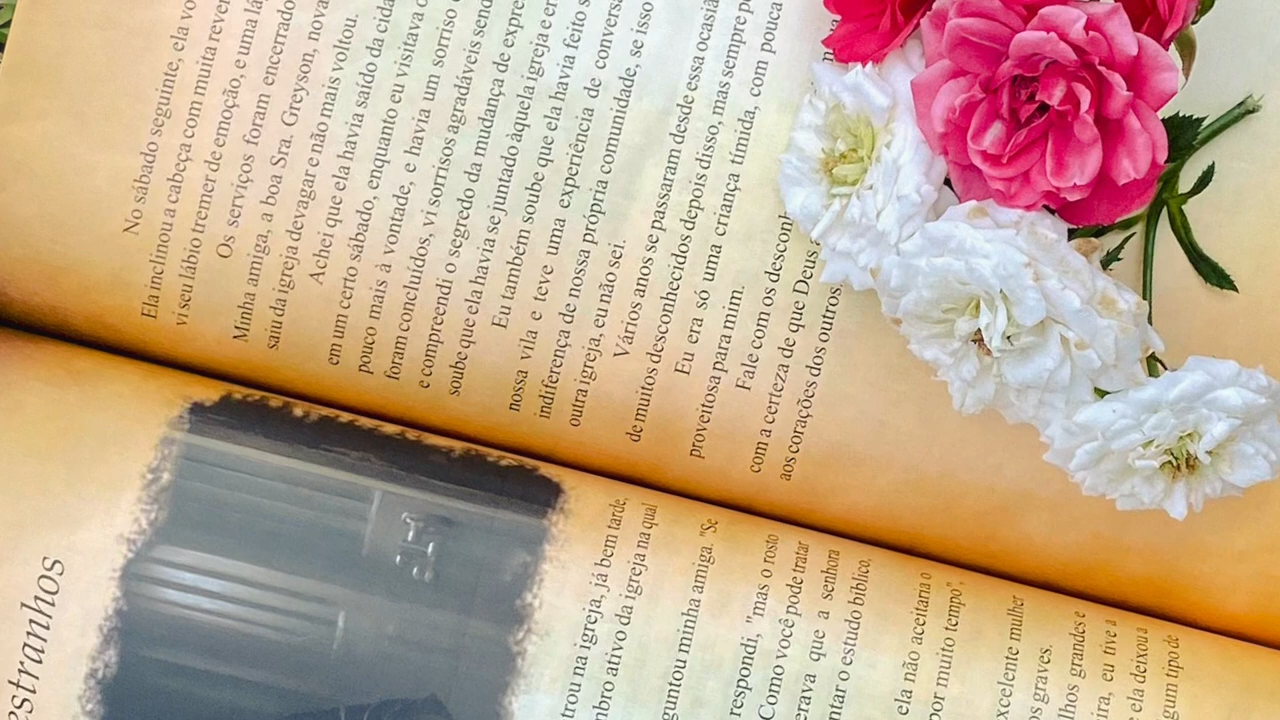 estranhos
trou na igreja, já bem tarde,
mbro ativo da igreja na qual
guntou minha amiga. "Se
respondi, "mas o rosto
Como você pode tratar
erava que a senhora
ntar o estudo bíblico,
ela não aceitaria o
por muito tempo",
xcelente mulher
os graves.
lhos grandes e
ira, eu tive a
ela deixou a
gum tipo de
No sábado seguinte, ela vo
Ela inclinou a cabeça com muita rever
vi seu lábio tremer de emoção, e uma lá
Os serviços foram encerrado
Minha amiga, a boa Sra. Greyson, nova
saiu da igreja devagar e não mais voltou.
Achei que ela havia saído da cida
em um certo sábado, enquanto eu visitava o
pouco mais à vontade, e havia um sorriso
foram concluídos, vi sorrisos agradáveis send
e compreendi o segredo da mudança de expre
soube que ela havia se juntado àquela igreja e er
Eu também soube que ela havia feito s
nossa vila e teve uma experiência de conversa
indiferença de nossa própria comunidade, se isso
outra igreja, eu não sei.
Vários anos se passaram desde essa ocasiã
de muitos desconhecidos depois disso, mas sempre pe
Eu era só uma criança tímida, com pouca
proveitosa para mim.
Fale com os desconh
com a certeza de que Deus
aos corações dos outros,